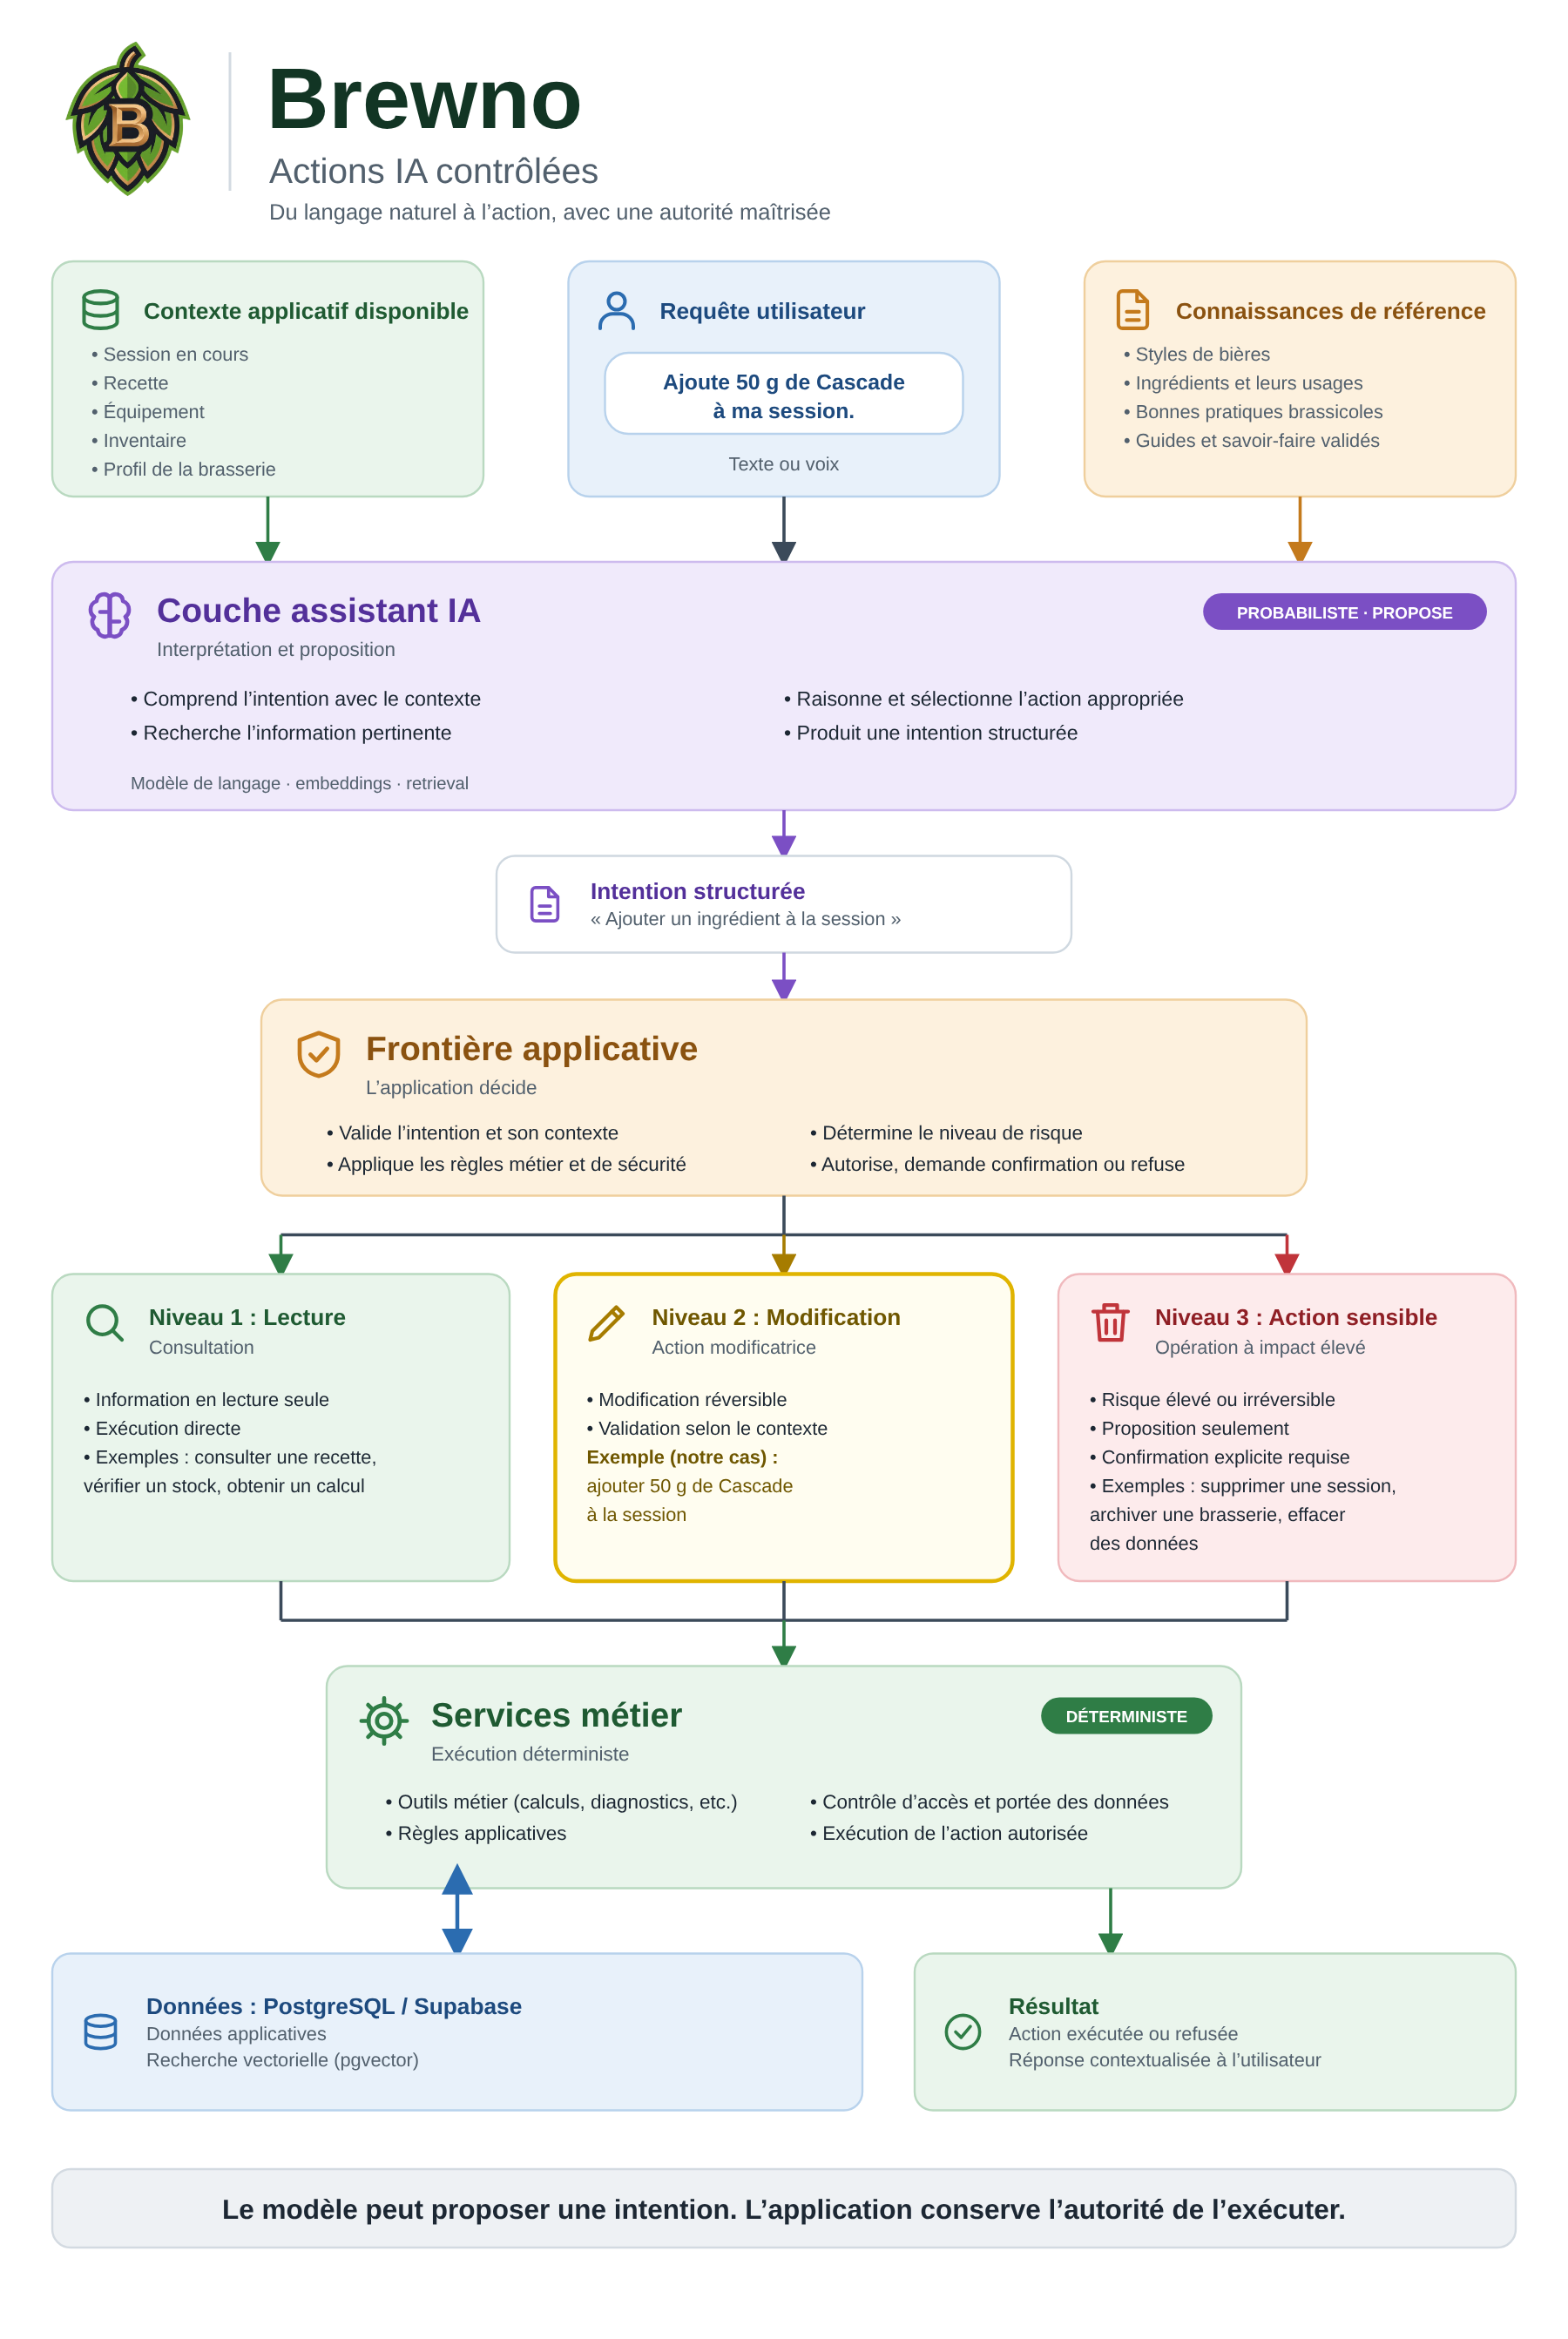 B
Brewno
Actions IA contrôlées
Du langage naturel à l’action, avec une autorité maîtrisée
Contexte applicatif disponible
• Session en cours
• Recette
• Équipement
• Inventaire
• Profil de la brasserie
Requête utilisateur
Ajoute 50 g de Cascade
à ma session.
Texte ou voix
Connaissances de référence
• Styles de bières
• Ingrédients et leurs usages
• Bonnes pratiques brassicoles
• Guides et savoir-faire validés
Couche assistant IA
PROBABILISTE · PROPOSE
Interprétation et proposition
• Comprend l’intention avec le contexte
• Recherche l’information pertinente
• Raisonne et sélectionne l’action appropriée
• Produit une intention structurée
Modèle de langage · embeddings · retrieval
Intention structurée
« Ajouter un ingrédient à la session »
Frontière applicative
L’application décide
• Valide l’intention et son contexte
• Applique les règles métier et de sécurité
• Détermine le niveau de risque
• Autorise, demande confirmation ou refuse
Niveau 1 : Lecture
Consultation
• Information en lecture seule
• Exécution directe
• Exemples : consulter une recette,
vérifier un stock, obtenir un calcul
Niveau 2 : Modification
Action modificatrice
• Modification réversible
• Validation selon le contexte
Exemple (notre cas) :
ajouter 50 g de Cascade
à la session
Niveau 3 : Action sensible
Opération à impact élevé
• Risque élevé ou irréversible
• Proposition seulement
• Confirmation explicite requise
• Exemples : supprimer une session,
archiver une brasserie, effacer
des données
Services métier
DÉTERMINISTE
Exécution déterministe
• Outils métier (calculs, diagnostics, etc.)
• Règles applicatives
• Contrôle d’accès et portée des données
• Exécution de l’action autorisée
Données : PostgreSQL / Supabase
Données applicatives
Recherche vectorielle (pgvector)
Résultat
Action exécutée ou refusée
Réponse contextualisée à l’utilisateur
Le modèle peut proposer une intention. L’application conserve l’autorité de l’exécuter.